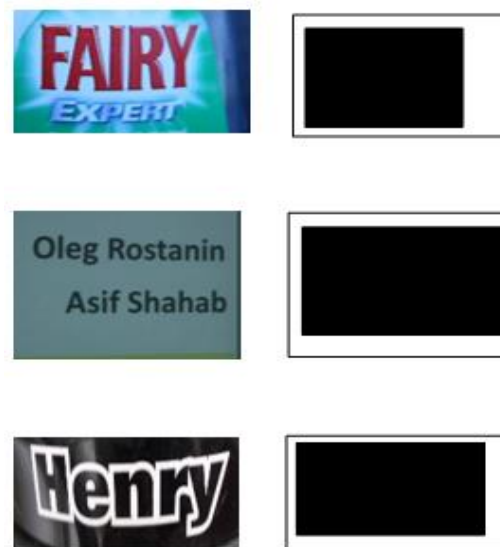 FAIRY
EXPERT
Oleg Rostanin
Asif Shahab
Henry